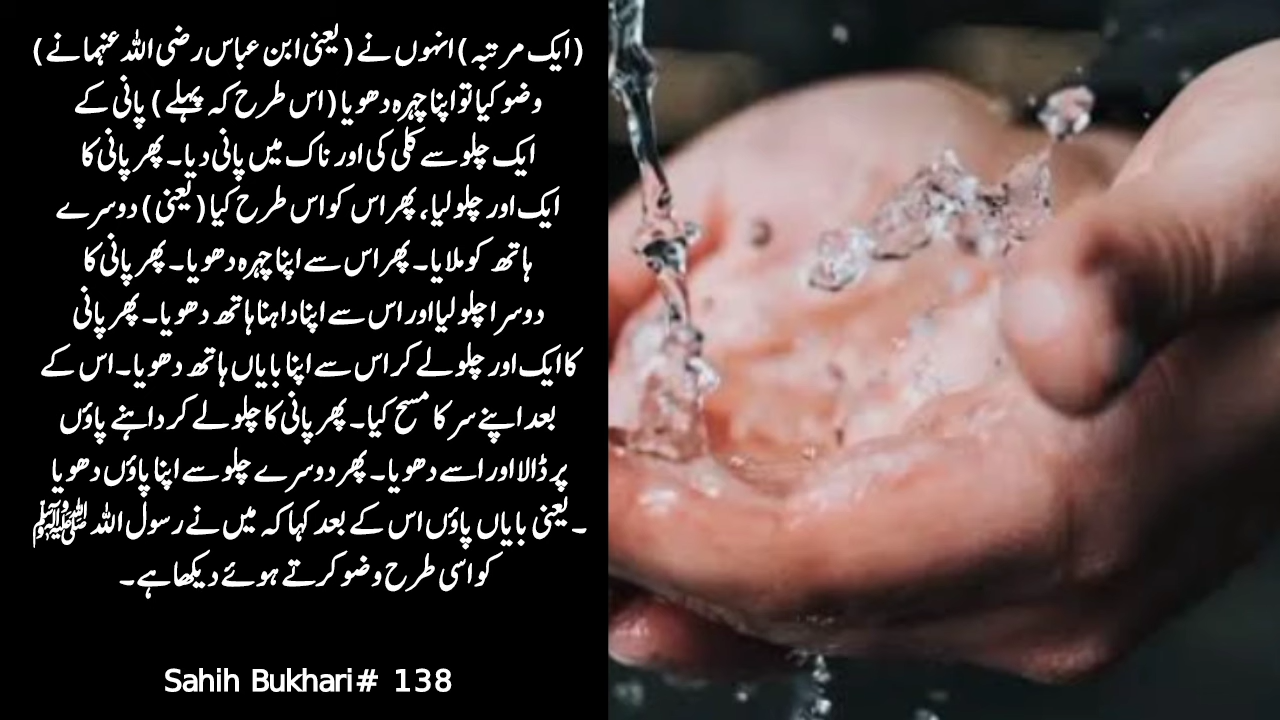 (ایک مرتبہ) انہوں نے (یعنی ابن عباس رضی اللہ عنہما نے)
وضو کیا تو اپنا چہرہ دھویا (اس طرح کہ پہلے) پانی کے
ایک چلو سے کلی کی اور ناک میں پانی دیا۔ پھر پانی کا
ایک اور چلو لیا، پھر اس کو اس طرح کیا (یعنی) دوسرے
ہاتھ کو ملایا۔ پھر اس سے اپنا چہرہ دھویا۔ پھر پانی کا
دوسرا چلو لیا اور اس سے اپنا داہنا ہاتھ دھویا۔ پھر پانی
کا ایک اور چلو لے کر اس سے اپنا بایاں ہاتھ دھویا۔ اس کے
بعد اپنے سر کا مسح کیا۔ پھر پانی کا چلو لے کر داہنے پاؤں
پر ڈالا اور اسے دھویا۔ پھر دوسرے چلو سے اپنا پاؤں دھویا
۔ یعنی بایاں پاؤں اس کے بعد کہا کہ میں نے رسول اللہ ﷺ
کو اسی طرح وضو کرتے ہوئے دیکھا ہے۔
Sahih Bukhari# 138